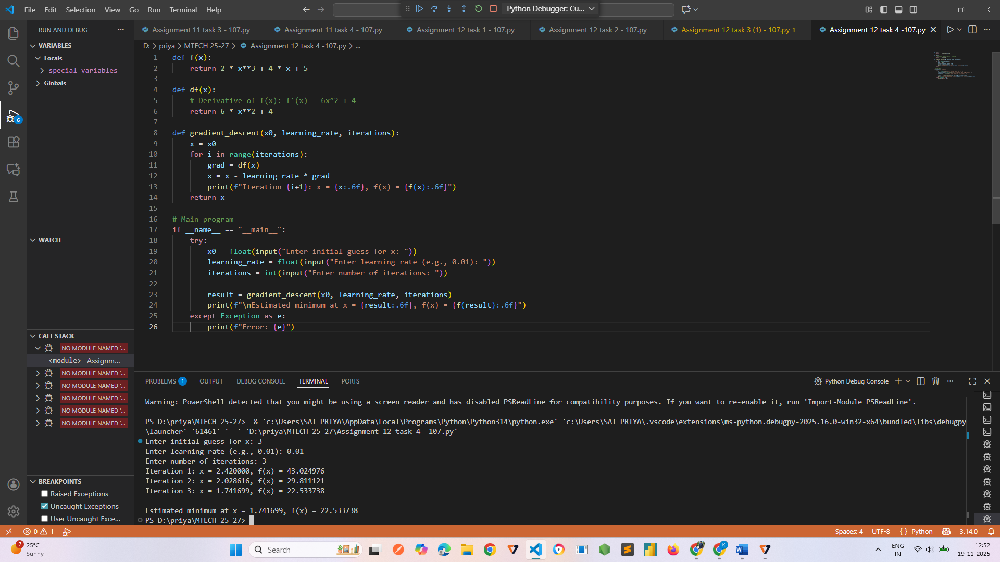 File Edit Selection View Go Run Terminal Help
Python Debugger: Cu...
RUN AND DEBUG
Assignment 11 task 3 - 107.py
Assignment 11 task 4 - 107.py
Assignment 12 task 1 - 107.py
Assignment 12 task 2 - 107.py
Assignment 12 task 3 (1) - 107.py 1
Assignment 12 task 4 -107.py
D: > priya > MTECH 25-27 > Assignment 12 task 4 -107.py > ...
VARIABLES
Locals
special variables
Globals
WATCH
CALL STACK
NO MODULE NAMED '...
<module> Assignm...
NO MODULE NAMED '...
NO MODULE NAMED '...
NO MODULE NAMED '...
NO MODULE NAMED '...
NO MODULE NAMED '...
BREAKPOINTS
Raised Exceptions
Uncaught Exceptions
User Uncaught Exce...
6
1 def f(x):
2 return 2 * x**3 + 4 * x + 5
3
4 def df(x):
5 # Derivative of f(x): f'(x) = 6x^2 + 4
6 return 6 * x**2 + 4
7
8 def gradient_descent(x0, learning_rate, iterations):
9 x = x0
10 for i in range(iterations):
11 grad = df(x)
12 x = x - learning_rate * grad
13 print(f"Iteration {i+1}: x = {x:.6f}, f(x) = {f(x):.6f}")
14 return x
15
16 # Main program
17 if __name__ == "__main__":
18 try:
19 x0 = float(input("Enter initial guess for x: "))
20 learning_rate = float(input("Enter learning rate (e.g., 0.01): "))
21 iterations = int(input("Enter number of iterations: "))
22
23 result = gradient_descent(x0, learning_rate, iterations)
24 print(f"\nEstimated minimum at x = {result:.6f}, f(x) = {f(result):.6f}")
25 except Exception as e:
26 print(f"Error: {e}")
PROBLEMS 1 OUTPUT DEBUG CONSOLE TERMINAL PORTS
Python Debug Console
Warning: PowerShell detected that you might be using a screen reader and has disabled PSReadLine for compatibility purposes. If you want to re-enable it, run 'Import-Module PSReadLine'.
PS D:\priya\MTECH 25-27> & 'c:\Users\SAI PRIYA\AppData\Local\Programs\Python\Python314\python.exe' 'c:\Users\SAI PRIYA\.vscode\extensions\ms-python.debugpy-2025.16.0-win32-x64\bundled\libs\debugpy
\launcher' '61461' '--' 'D:\priya\MTECH 25-27\Assignment 12 task 4 -107.py'
Enter initial guess for x: 3
Enter learning rate (e.g., 0.01): 0.01
Enter number of iterations: 3
Iteration 1: x = 2.420000, f(x) = 43.024976
Iteration 2: x = 2.028616, f(x) = 29.811121
Iteration 3: x = 1.741699, f(x) = 22.533738
Estimated minimum at x = 1.741699, f(x) = 22.533738
PS D:\priya\MTECH 25-27>
0 1
Spaces: 4 UTF-8 { } Python 3.14.0
7
25°C
Sunny
Search
K
ENG
IN
12:52
19-11-2025